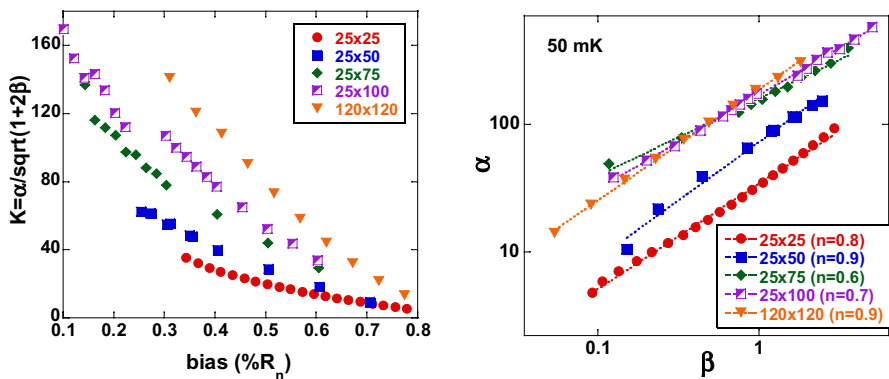 K=α/sqrt(1+2β)
160
120
80
40
0
0.1 0.2 0.3 0.4 0.5 0.6 0.7 0.8
bias (%Rn)
25x25
25x50
25x75
25x100
120x120
α
100
10
0.1 1
β
50 mK
25x25 (n=0.8)
25x50 (n=0.9)
25x75 (n=0.6)
25x100 (n=0.7)
120x120 (n=0.9)